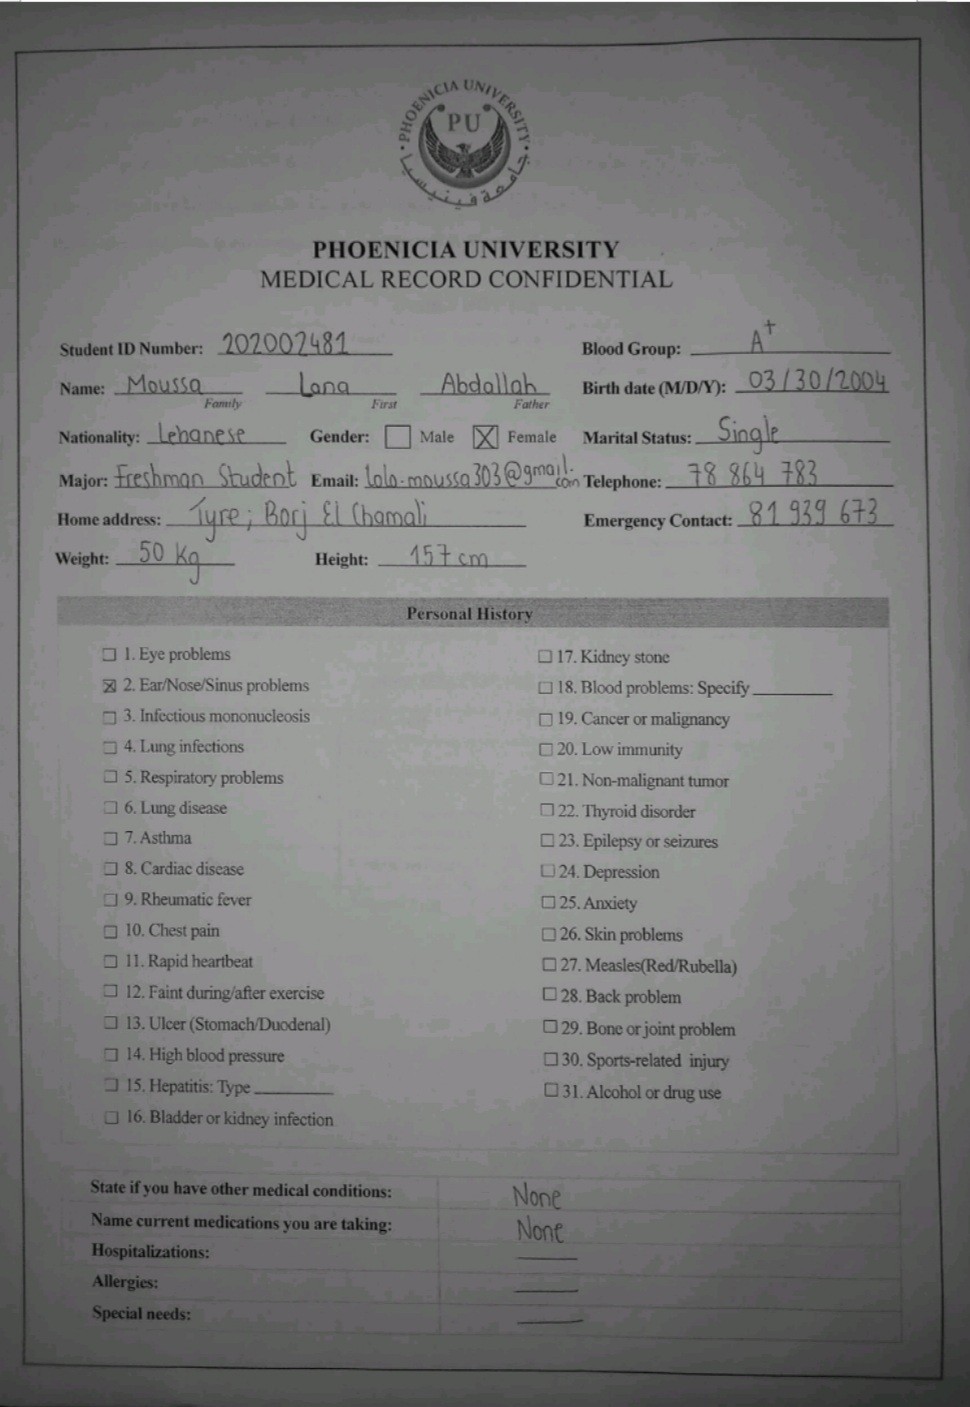 PHOENICIA UNIVERSITY
PU
جامعة فينيسيا
PHOENICIA UNIVERSITY
MEDICAL RECORD CONFIDENTIAL
Student ID Number: 202002481 Blood Group: A+
Name: Moussa Lana Abdallah Birth date (M/D/Y): 03/30/2004
Family First Father
Nationality: Lebanese Gender: ☐ Male ☒ Female Marital Status: Single
Major: Freshman Student Email: lolo.moussa303@gmail.com Telephone: 78 864 783
Home address: Tyre; Borj El Chamali Emergency Contact: 81 939 673
Weight: 50 Kg Height: 157 cm
Personal History
☐ 1. Eye problems ☐ 17. Kidney stone
☒ 2. Ear/Nose/Sinus problems ☐ 18. Blood problems: Specify ________
☐ 3. Infectious mononucleosis ☐ 19. Cancer or malignancy
☐ 4. Lung infections ☐ 20. Low immunity
☐ 5. Respiratory problems ☐ 21. Non-malignant tumor
☐ 6. Lung disease ☐ 22. Thyroid disorder
☐ 7. Asthma ☐ 23. Epilepsy or seizures
☐ 8. Cardiac disease ☐ 24. Depression
☐ 9. Rheumatic fever ☐ 25. Anxiety
☐ 10. Chest pain ☐ 26. Skin problems
☐ 11. Rapid heartbeat ☐ 27. Measles(Red/Rubella)
☐ 12. Faint during/after exercise ☐ 28. Back problem
☐ 13. Ulcer (Stomach/Duodenal) ☐ 29. Bone or joint problem
☐ 14. High blood pressure ☐ 30. Sports-related injury
☐ 15. Hepatitis: Type ________ ☐ 31. Alcohol or drug use
☐ 16. Bladder or kidney infection
State if you have other medical conditions: None
Name current medications you are taking: None
Hospitalizations: ____
Allergies: ____
Special needs: ____